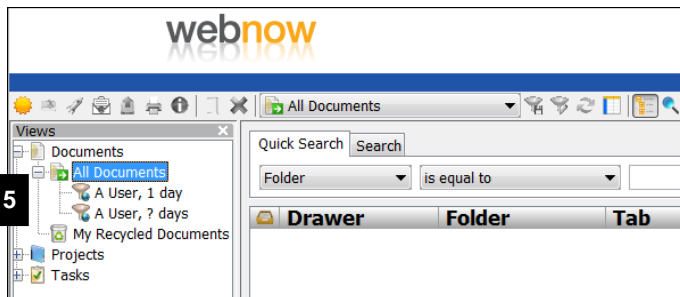 webnow
All Documents
Views
Documents
All Documents
A User, 1 day
A User, ? days
My Recycled Documents
Projects
Tasks
5
Quick Search Search
Folder is equal to
Drawer Folder Tab